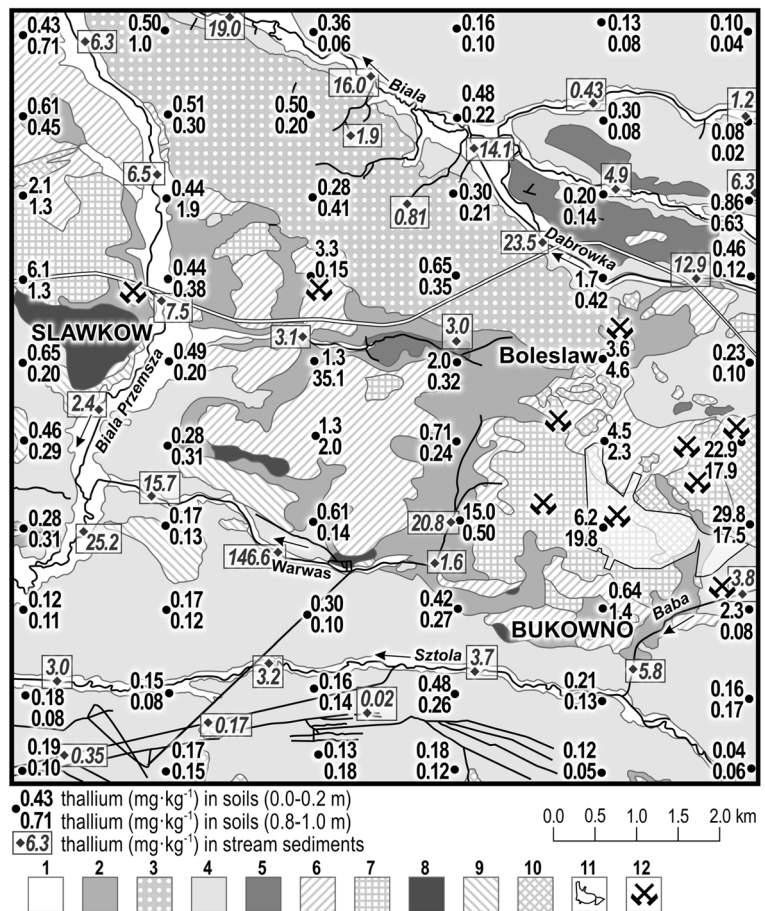 0.43 6.3 0.50 19.0 0.36 0.16 0.13 0.10
0.71 1.0 0.06 0.10 0.08 0.04
16.0 Biala
0.61 0.51 0.50 0.48 0.43 0.30 1.2
0.45 0.30 0.20 0.22 0.08 0.08
1.9 14.1 0.02
6.5 4.9 6.3
2.1 0.44 0.28 0.30 0.20 0.86
1.3 1.9 0.41 0.21 0.14 0.63
0.81
3.3 23.5 Dabrowka 0.46
6.1 0.44 0.15 0.65 1.7 12.9 0.12
1.3 0.38 0.35 0.42
7.5
SLAWKOW 3.1 3.0
0.65 0.49 1.3 2.0 Boleslaw 3.6 0.23
0.20 0.20 35.1 0.32 4.6 0.10
2.4 Biala Przemsza
0.46 0.28 1.3 0.71 4.5 22.9
0.29 0.31 2.0 0.24 2.3 17.9
15.7
0.28 0.17 0.61 20.8 15.0 6.2 29.8
0.31 0.13 0.14 0.50 19.8 17.5
25.2 146.6 Warwas 1.6
0.12 0.17 0.30 0.42 0.64 Baba 3.8
0.11 0.12 0.10 0.27 1.4 2.3
BUKOWNO 0.08
Sztola
3.0 3.2 3.7 5.8
0.18 0.15 0.16 0.48 0.21 0.16
0.08 0.08 0.14 0.26 0.13 0.17
0.17 0.02
0.19 0.35 0.17 0.13 0.18 0.12 0.04
0.10 0.15 0.18 0.12 0.05 0.06
0.43 thallium (mg·kg-1) in soils (0.0-0.2 m)
0.71 thallium (mg·kg-1) in soils (0.8-1.0 m)
6.3 thallium (mg·kg-1) in stream sediments
0.0 0.5 1.0 1.5 2.0 km
1 2 3 4 5 6 7 8 9 10 11 12